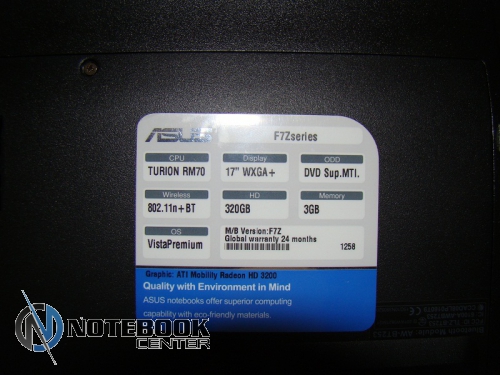 ASUS
F7Zseries
CPU
Display
ODD
TURION RM70
17" WXGA+
DVD Sup.MTI.
Wireless
HD
Memory
802.11n+BT
320GB
3GB
OS
M/B Version:F7Z
Global warranty 24 months
VistaPremium
1258
Graphic: ATI Mobility Radeon HD 3200
Quality with Environment in Mind
ASUS notebooks offer superior computing
capability with eco-friendly materials.
NOTEBOOK
CENTER